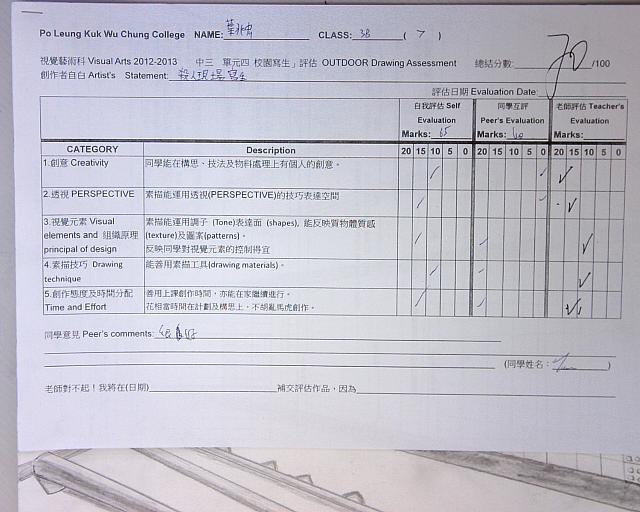 Po Leung Kuk Wu Chung College NAME: CLASS: 3B ( 7 )
視覺藝術科 Visual Arts 2012-2013 中三 單元四 校園寫生」評估 OUTDOOR Drawing Assessment 總結分數: 70 /100
創作者自白 Artist's Statement: 殺人現場寫生
評估日期 Evaluation Date:
自我評估 Self Evaluation 同學互評 Peer's Evaluation 老師評估 Teacher's Evaluation
Marks: 65 Marks: Marks:
CATEGORY Description 20 15 10 5 0 20 15 10 5 0 20 15 10 5 0
1.創意 Creativity 同學能在構思、技法及物料處理上有個人的創意。
2.透視 PERSPECTIVE 素描能運用透視(PERSPECTIVE)的技巧表達空間
3.視覺元素 Visual 素描能運用調子 (Tone)表達面 (shapes), 能反映質物體質感
elements and 組織原理 (texture)及圖案(patterns)。
principal of design 反映同學對視覺元素的控制得宜
4.素描技巧 Drawing 能善用素描工具(drawing materials)。
technique
5.創作態度及時間分配 善用上課創作時間，亦能在家繼續進行。
Time and Effort 花相當時間在計劃及構思上，不胡亂馬虎創作。
同學意見 Peer's comments:
(同學姓名： )
老師對不起！我將在(日期) 補交評估作品，因為